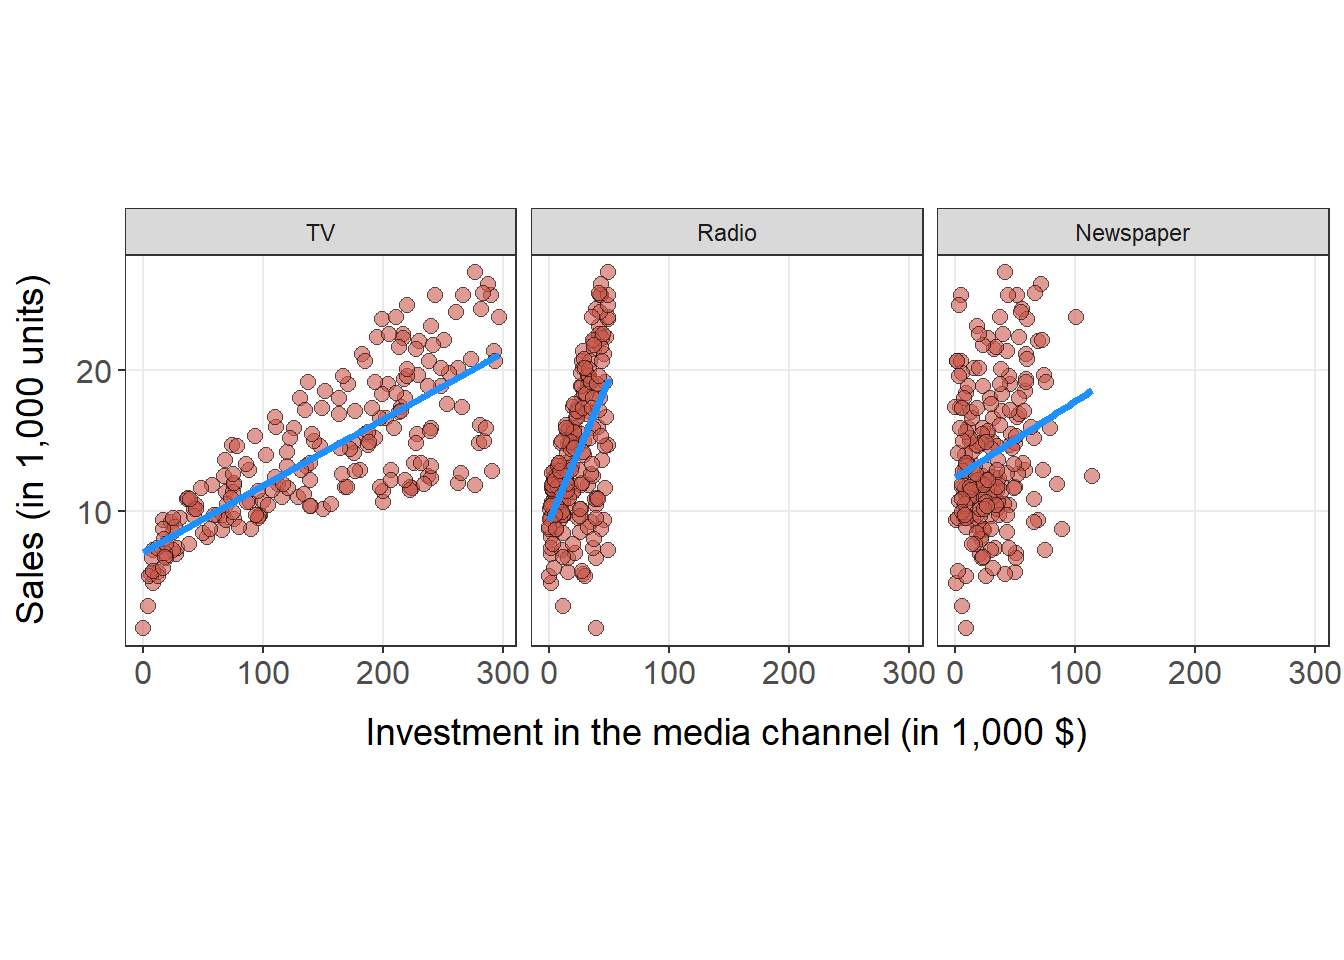 TV Radio Newspaper
Sales (in 1,000 units)
20
10
0 100 200 300 0 100 200 300 0 100 200 300
Investment in the media channel (in 1,000 $)